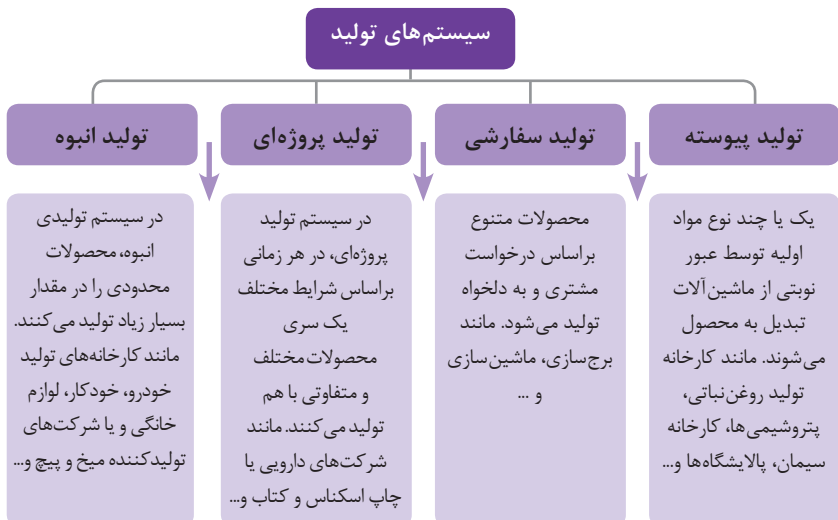 سیستم‌های تولید
تولید پیوسته
یک یا چند نوع مواد
اولیه توسط عبور
نوبتی از ماشین‌آلات
تبدیل به محصول
می‌شوند. مانند کارخانه
تولید روغن‌نباتی،
پتروشیمی‌ها، کارخانه
سیمان، پالایشگاه‌ها و...
تولید سفارشی
محصولات متنوع
براساس درخواست
مشتری و به دلخواه
تولید می‌شود. مانند
برج‌سازی، ماشین‌سازی
و ...
تولید پروژه‌ای
در سیستم تولید
پروژه‌ای، در هر زمانی
براساس شرایط مختلف
یک سری
محصولات مختلف
و متفاوتی با هم
تولید می‌کنند. مانند
شرکت‌های دارویی یا
چاپ اسکناس و کتاب و...
تولید انبوه
در سیستم تولیدی
انبوه، محصولات
محدودی را در مقدار
بسیار زیاد تولید می‌کنند.
مانند کارخانه‌های تولید
خودرو، خودکار، لوازم
خانگی و یا شرکت‌های
تولیدکننده میخ و پیچ و...